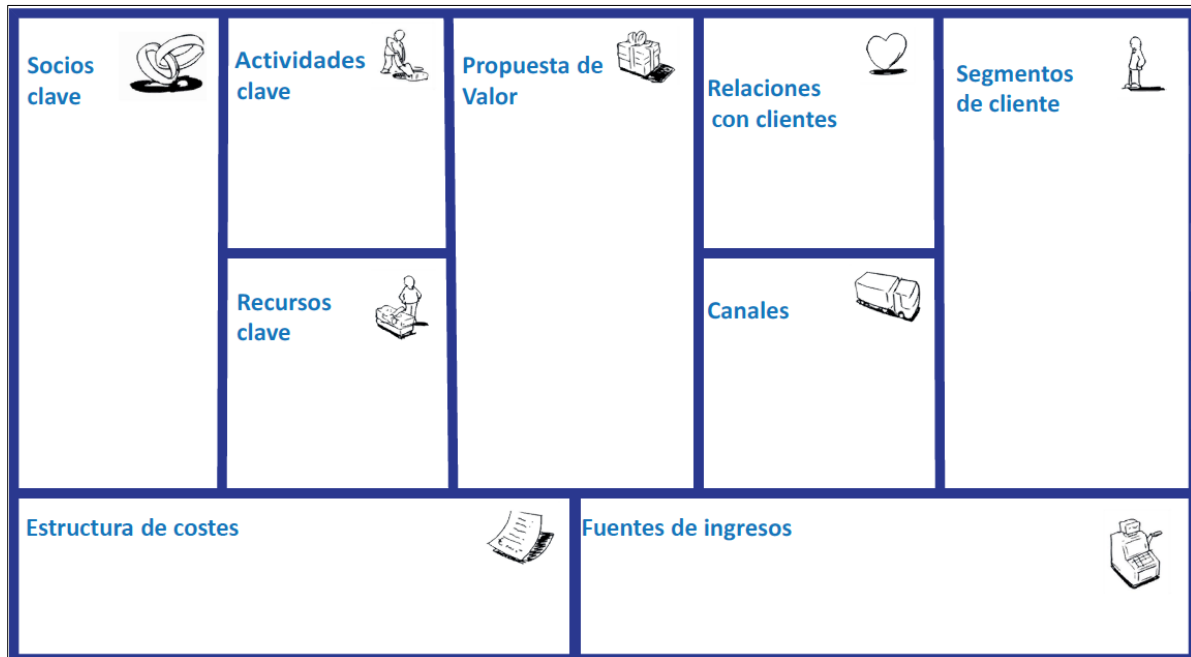 Socios
clave
Actividades
clave
Propuesta de
Valor
Relaciones
con clientes
Segmentos
de cliente
Recursos
clave
Canales
Estructura de costes
Fuentes de ingresos